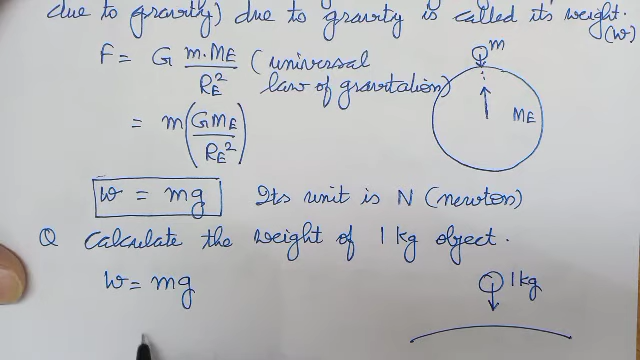 due to gravity) due to gravity is called its weight.
(W)
F = G m.ME / RE² (universal law of gravitation)
= m(GME / RE²)
m
ME
W = mg Its unit is N (newton)
Q Calculate the weight of 1 kg object.
W = mg
1kg